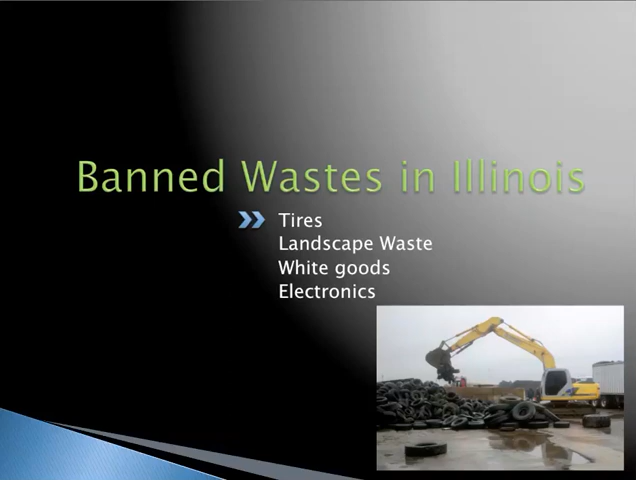 Banned Wastes in Illinois
Tires
Landscape Waste
White goods
Electronics